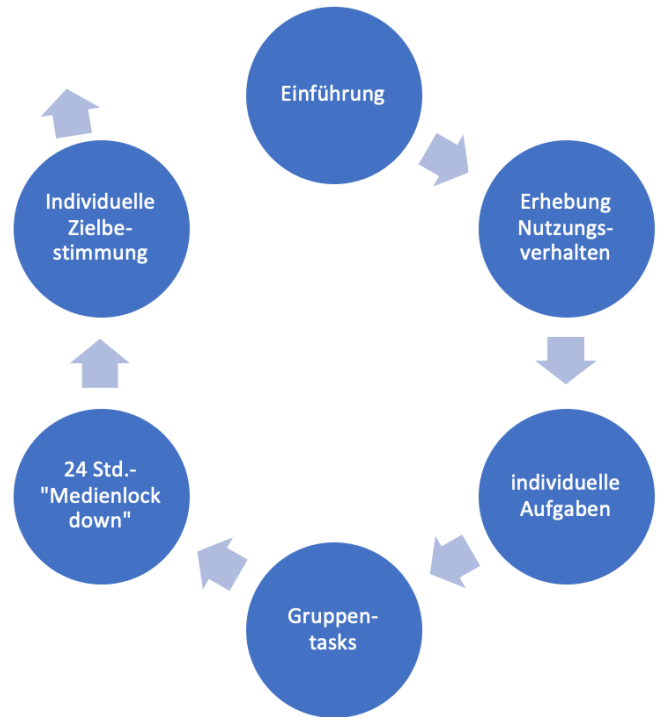 Einführung
Erhebung
Nutzungs-
verhalten
individuelle
Aufgaben
Gruppen-
tasks
24 Std.-
"Medienlock
down"
Individuelle
Zielbe-
stimmung